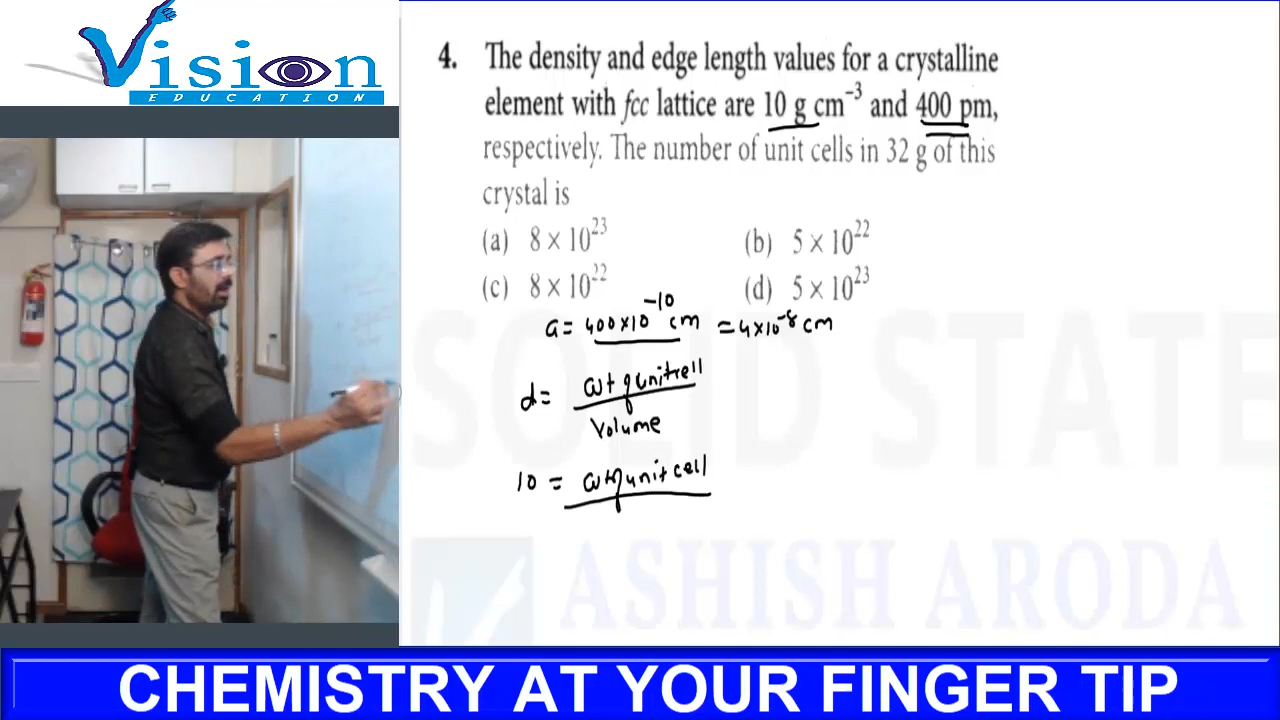 Vision
EDUCATION
4. The density and edge length values for a crystalline
element with fcc lattice are 10 g cm⁻³ and 400 pm,
respectively. The number of unit cells in 32 g of this
crystal is
(a) 8 × 10²³ (b) 5 × 10²²
(c) 8 × 10²² (d) 5 × 10²³
a = 400×10⁻¹⁰ cm = 4×10⁻⁸ cm
d = wt of unit cell
Volume
10 = wt of unit cell
SOLID STATE
ASHISH ARODA
CHEMISTRY AT YOUR FINGER TIP